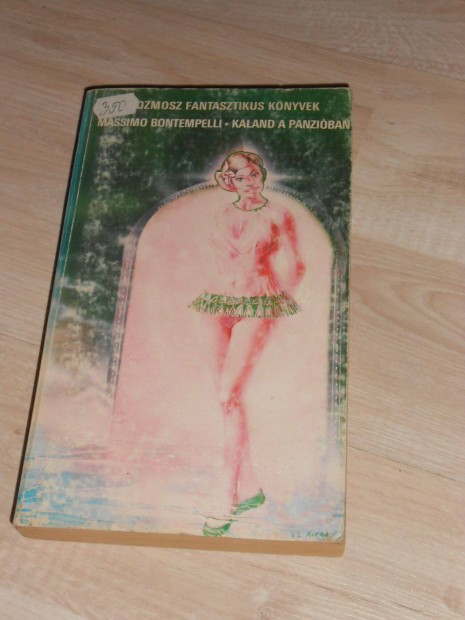 350
OZMOSZ FANTASZTIKUS KÖNYVEK
MASSIMO BONTEMPELLI • KALAND A PANZIÓBAN